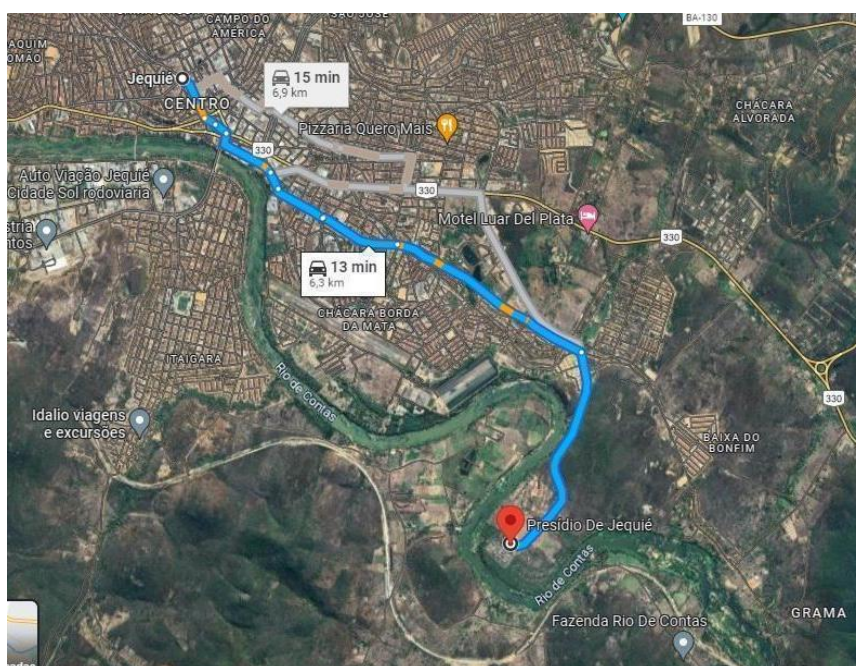 CAMPO DO
AMÉRICA
BA-130
Jequié
CENTRO
15 min
6,9 km
Pizzaria Quero Mais
CHÁCARA
ALVORADA
330
Auto Viação Jequié
Cidade Sol rodoviaria
330
Motel Luar Del Plata
330
13 min
6,3 km
CHÁCARA BORDA
DA MATA
ITAIGARA
Rio de Contas
330
Idalio viagens
e excursões
BAIXA DO
BONFIM
Presídio De Jequié
Rio de Contas
GRAMA
Fazenda Rio De Contas